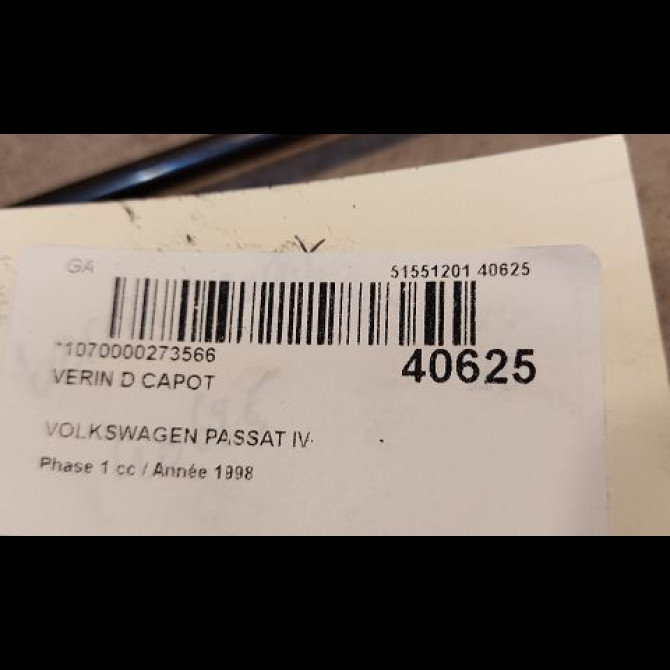 GA 51551201 40625
1070000273566
40625
VERIN D CAPOT
VOLKSWAGEN PASSAT IV
Phase 1 cc / Année 1998